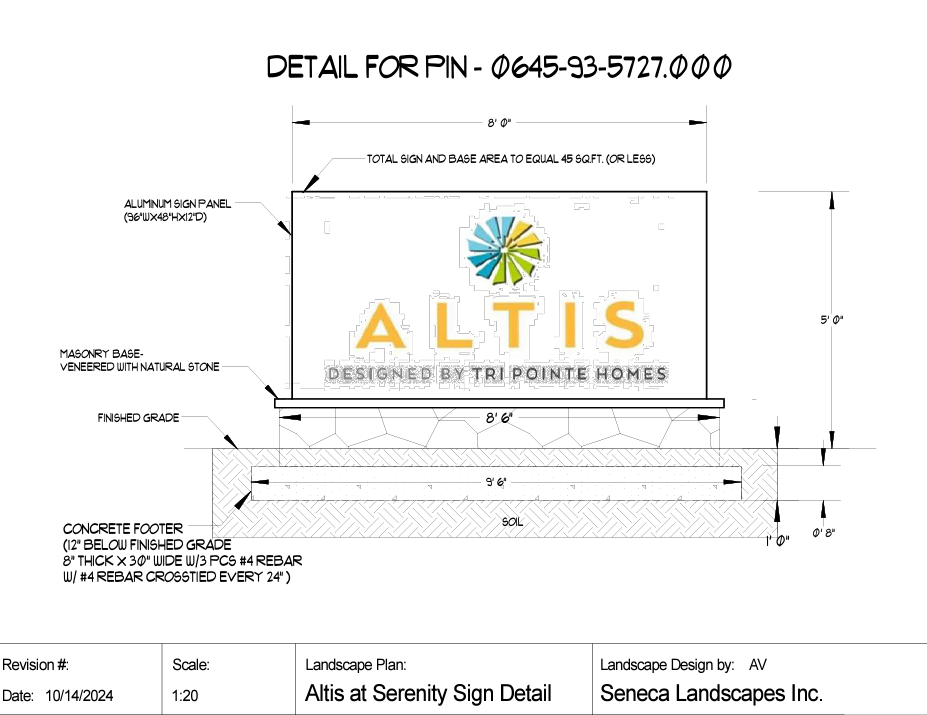 DETAIL FOR PIN - 0645-93-5727.000
8' 0"
TOTAL SIGN AND BASE AREA TO EQUAL 45 SQ.FT. (OR LESS)
ALUMINUM SIGN PANEL
(96"WX48"HX12"D)
5' 0"
ALTIS
DESIGNED BY TRI POINTE HOMES
MASONRY BASE-
VENEERED WITH NATURAL STONE
FINISHED GRADE
8' 6"
9' 6"
SOIL
CONCRETE FOOTER
(12" BELOW FINISHED GRADE
8" THICK X 30" WIDE W/3 PCS #4 REBAR
W/ #4 REBAR CROSSTIED EVERY 24" )
1' 0"
0' 8"
Revision #:
Date: 10/14/2024
Scale:
1:20
Landscape Plan:
Altis at Serenity Sign Detail
Landscape Design by: AV
Seneca Landscapes Inc.